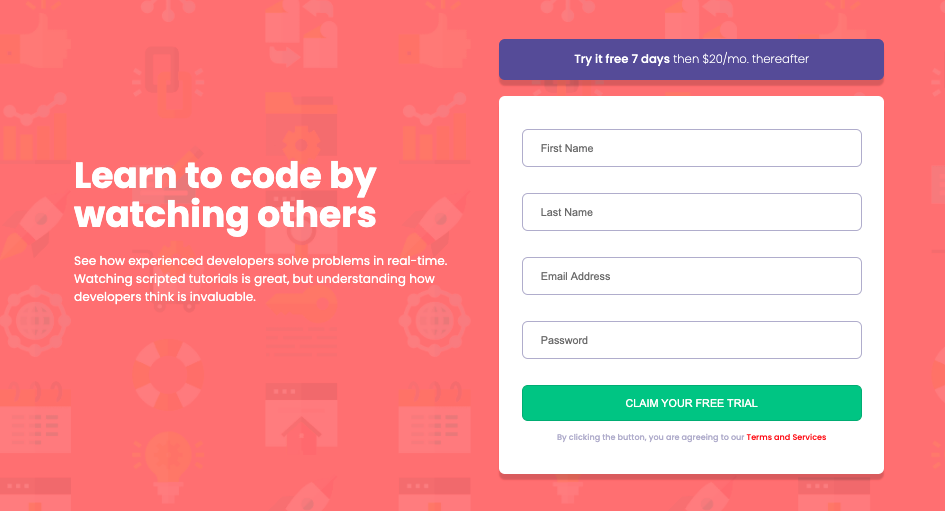 Learn to code by
watching others
See how experienced developers solve problems in real-time.
Watching scripted tutorials is great, but understanding how
developers think is invaluable.
Try it free 7 days then $20/mo. thereafter
First Name
Last Name
Email Address
Password
CLAIM YOUR FREE TRIAL
By clicking the button, you are agreeing to our Terms and Services